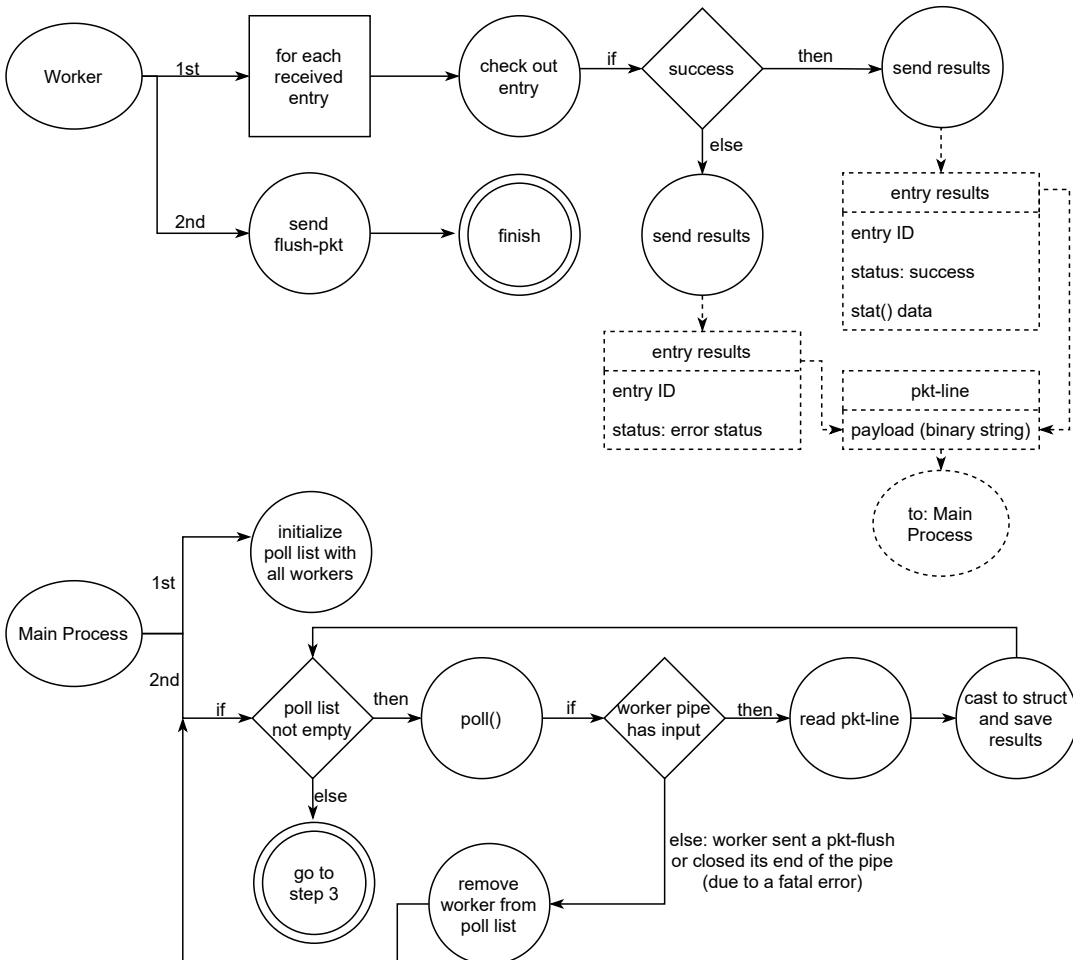 Worker
1st
for each
received
entry
check out
entry
if
success
then
send results
else
2nd
send
flush-pkt
finish
send results
entry results
entry ID
status: success
stat() data
entry results
entry ID
status: error status
pkt-line
payload (binary string)
to: Main
Process
initialize
poll list with
all workers
1st
Main Process
2nd
if
poll list
not empty
then
poll()
if
worker pipe
has input
then
read pkt-line
cast to struct
and save
results
else
go to
step 3
else: worker sent a pkt-flush
or closed its end of the pipe
(due to a fatal error)
remove
worker from
poll list